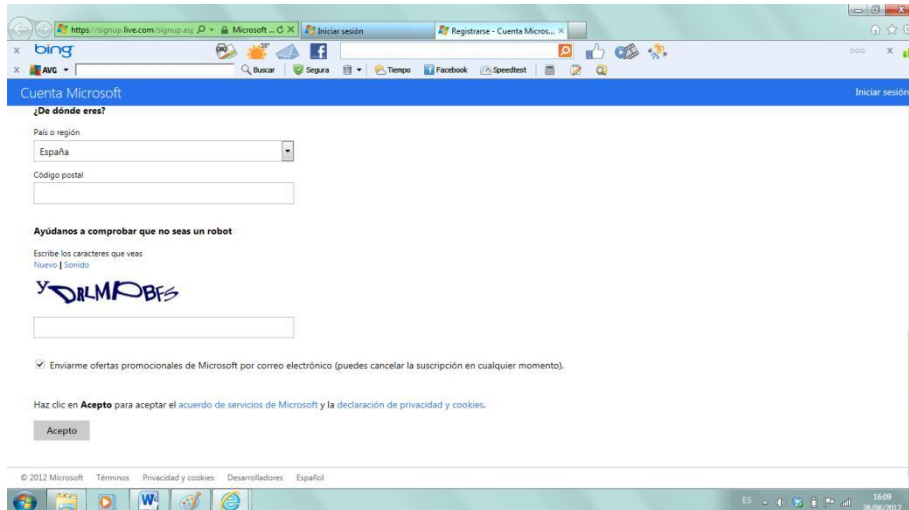 https://signup.live.com/signup.asp
Microsoft ...
Iniciar sesión
Registrarse - Cuenta Micros...
bing
AVG
Buscar
Segura
Tiempo
Facebook
Speedtest
Cuenta Microsoft
Iniciar sesión
¿De dónde eres?
País o región
España
Código postal
Ayúdanos a comprobar que no seas un robot
Escribe los caracteres que veas
Nuevo | Sonido
Enviarme ofertas promocionales de Microsoft por correo electrónico (puedes cancelar la suscripción en cualquier momento).
Haz clic en Acepto para aceptar el acuerdo de servicios de Microsoft y la declaración de privacidad y cookies.
Acepto
© 2012 Microsoft Términos Privacidad y cookies Desarrolladores Español
ES
16:09
28/08/2012